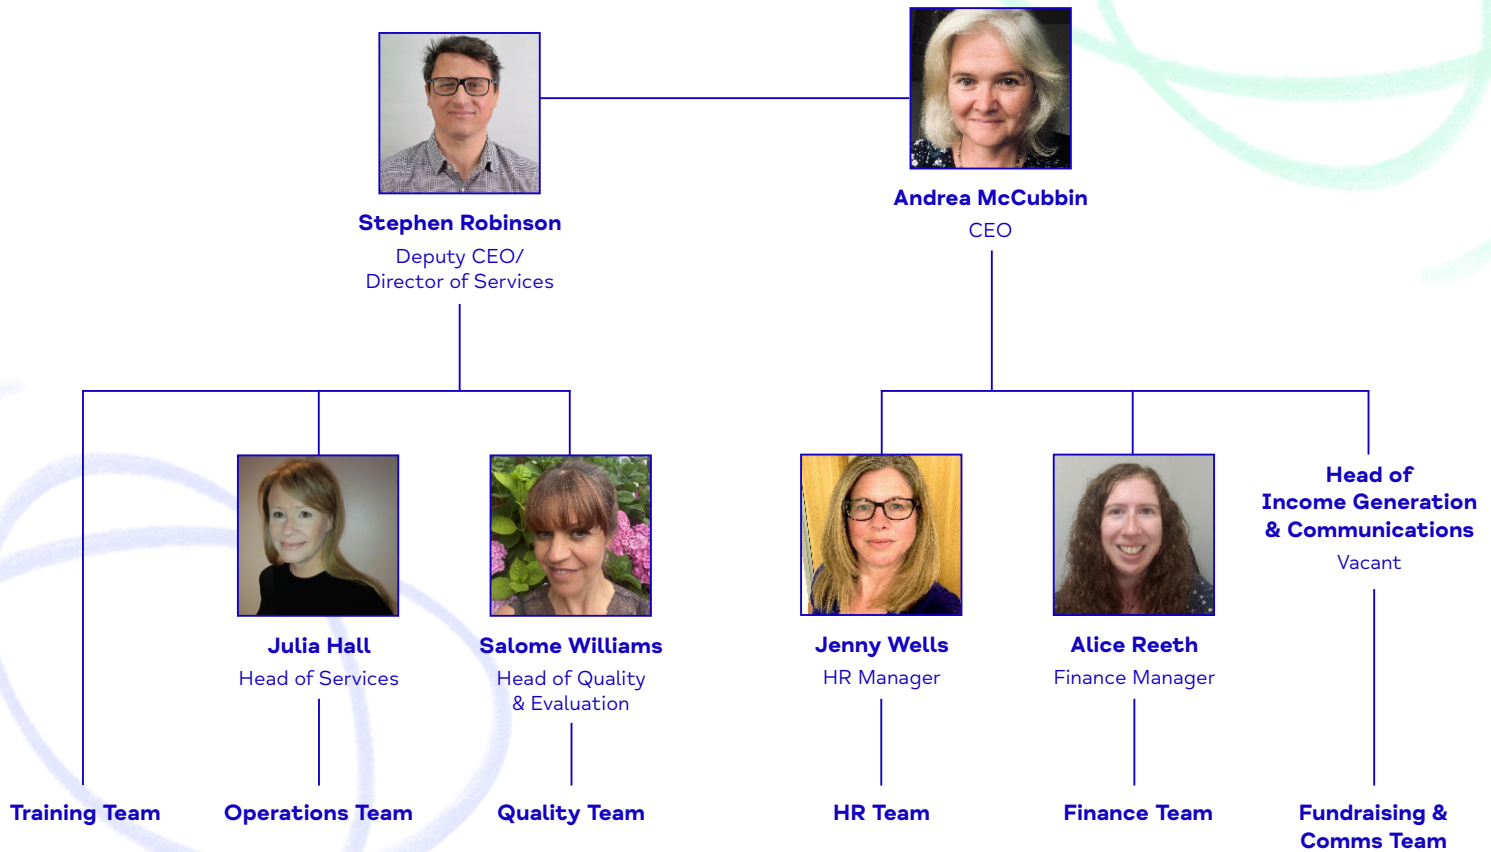 Stephen Robinson
Deputy CEO/
Director of Services
Andrea McCubbin
CEO
Julia Hall
Head of Services
Salome Williams
Head of Quality
& Evaluation
Jenny Wells
HR Manager
Alice Reeth
Finance Manager
Head of
Income Generation
& Communications
Vacant
Training Team
Operations Team
Quality Team
HR Team
Finance Team
Fundraising &
Comms Team